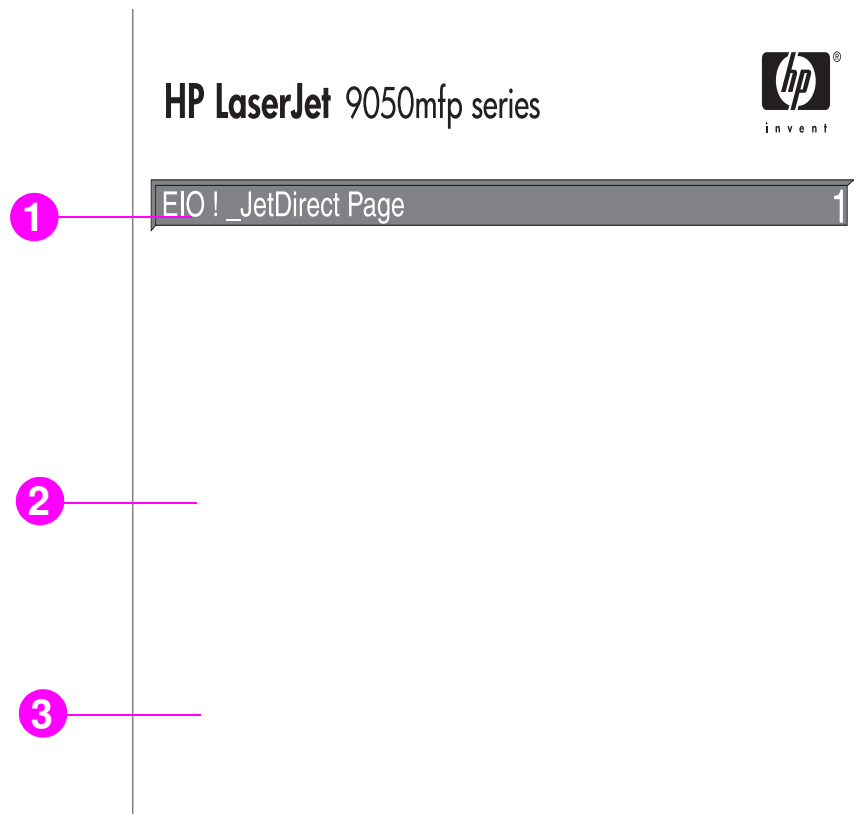 HP LaserJet 9050mfp series
hp ®
invent
EIO ! _JetDirect Page 1
1
2
3